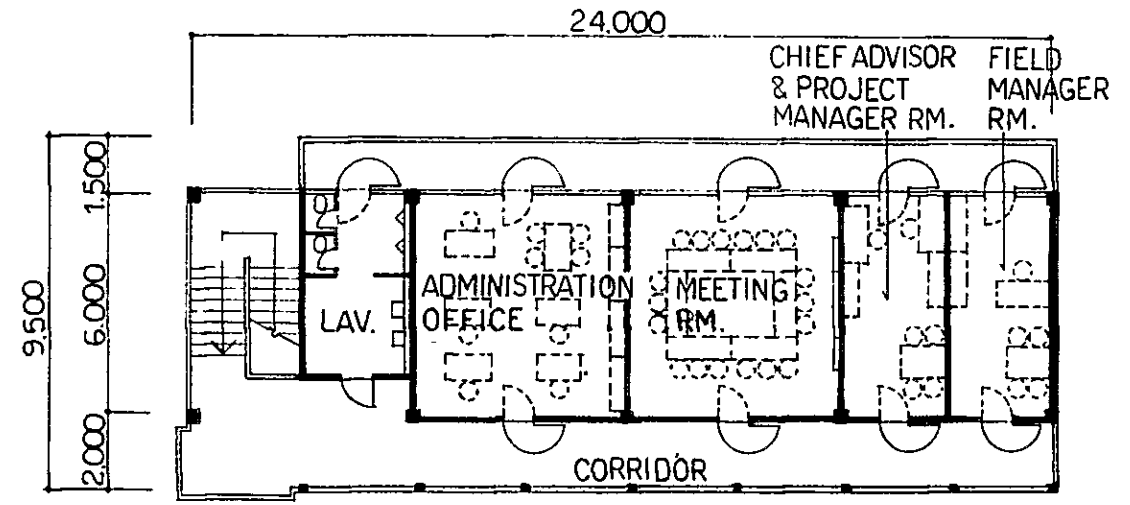 24.000
CHIEF ADVISOR
& PROJECT
MANAGER RM.
FIELD
MANAGER
RM.
1.500
6.000
2.000
9.500
LAV.
ADMINISTRATION
OFFICE
MEETING
RM.
CORRIDOR